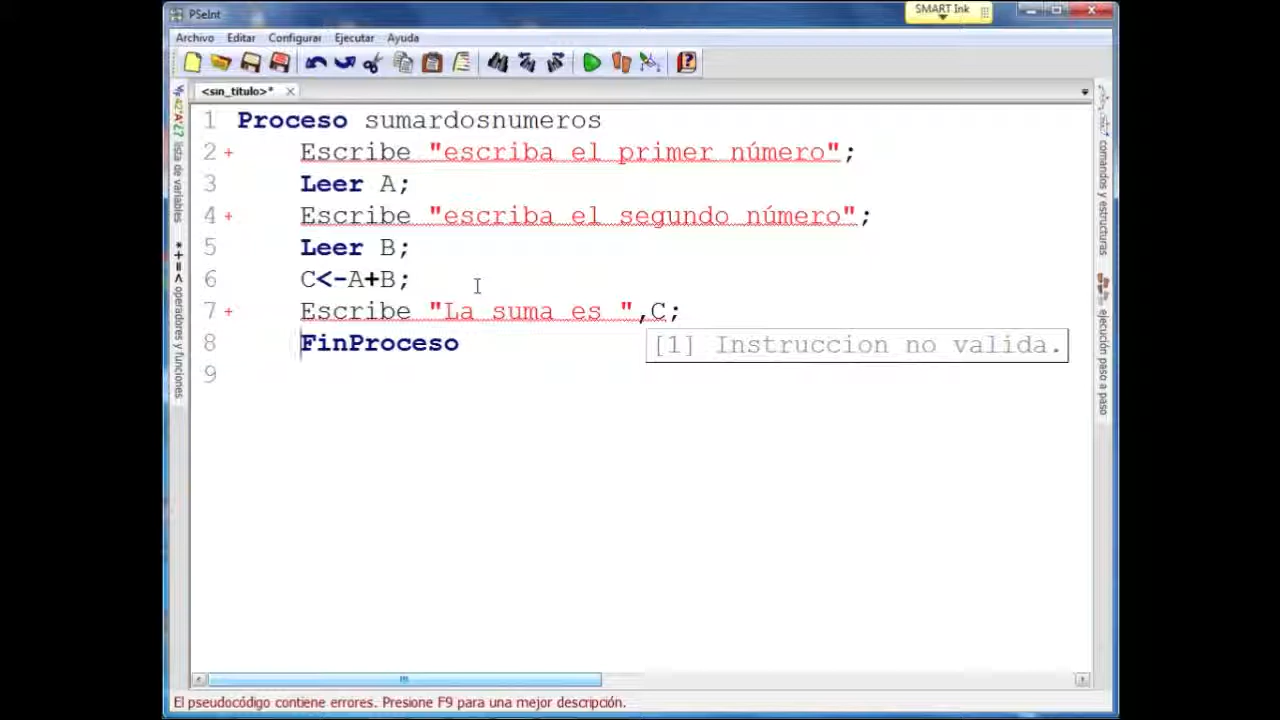 PSeInt
SMART Ink
Archivo Editar Configurar Ejecutar Ayuda
<sin_titulo>*
1 Proceso sumardosnumeros
2 + Escribe "escriba el primer número";
3 Leer A;
4 + Escribe "escriba el segundo número";
5 Leer B;
6 C<-A+B;
7 + Escribe "La suma es ",C;
8 FinProceso
[1] Instruccion no valida.
9
lista de variables
operadores y funciones
comandos y estructuras
ejecución paso a paso
El pseudocódigo contiene errores. Presione F9 para una mejor descripción.